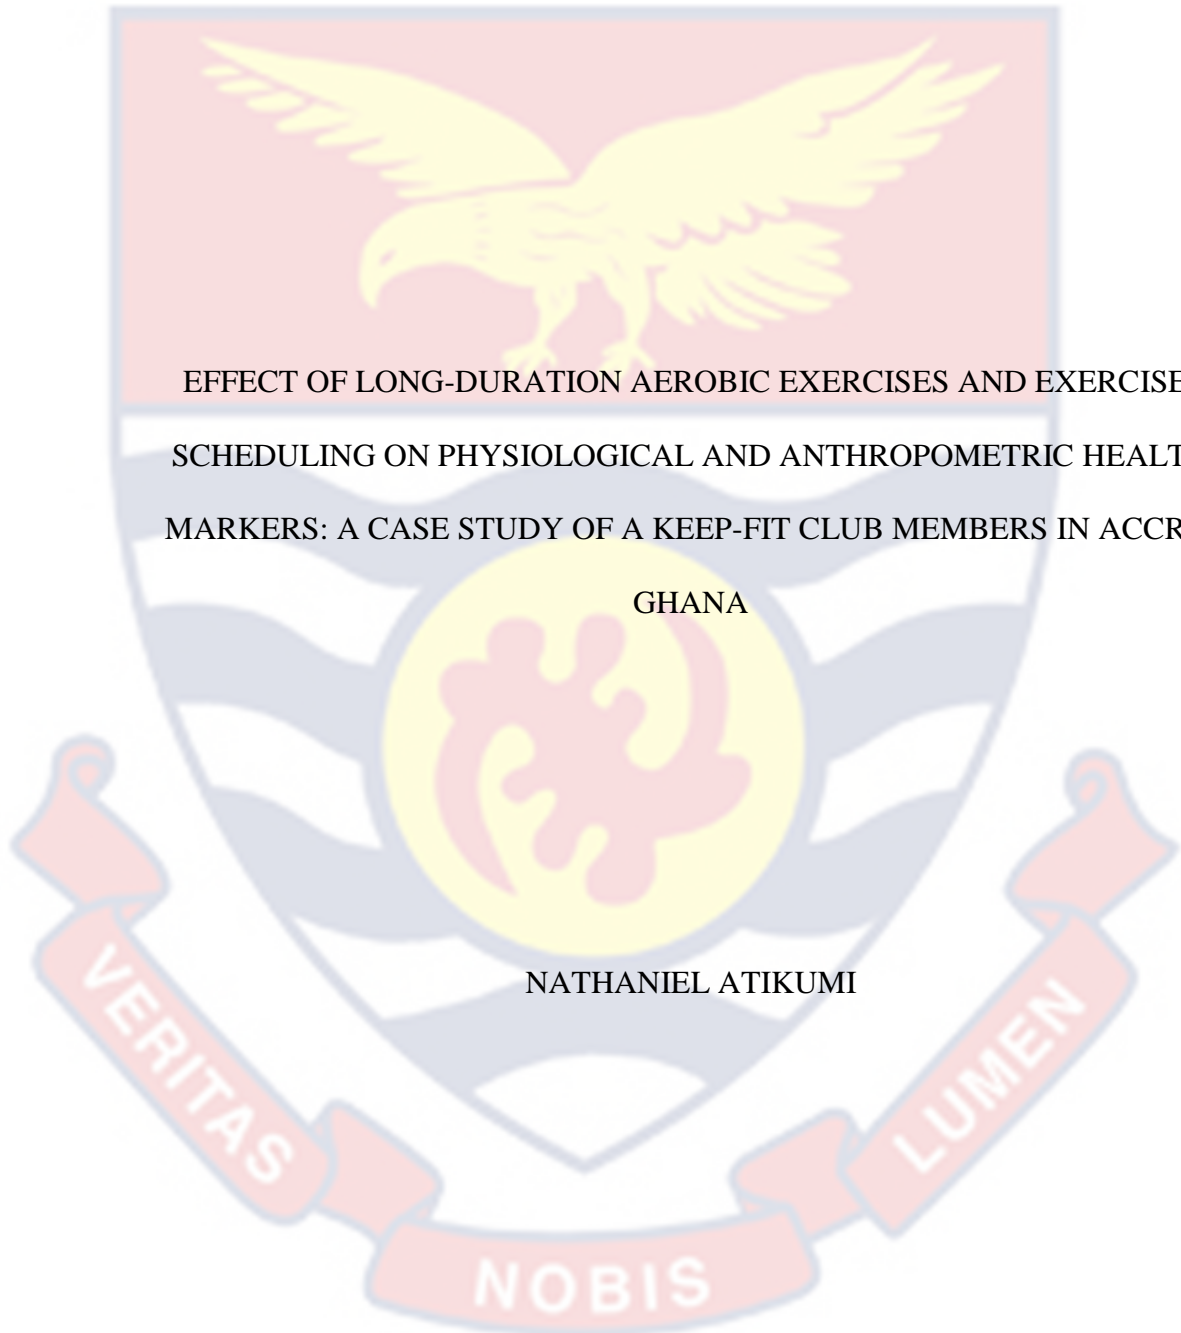 EFFECT OF LONG-DURATION AEROBIC EXERCISES AND EXERCISE
SCHEDULING ON PHYSIOLOGICAL AND ANTHROPOMETRIC HEALT
MARKERS: A CASE STUDY OF A KEEP-FIT CLUB MEMBERS IN ACCR
GHANA
NATHANIEL ATIKUMI
VERITAS
NOBIS
LUMEN